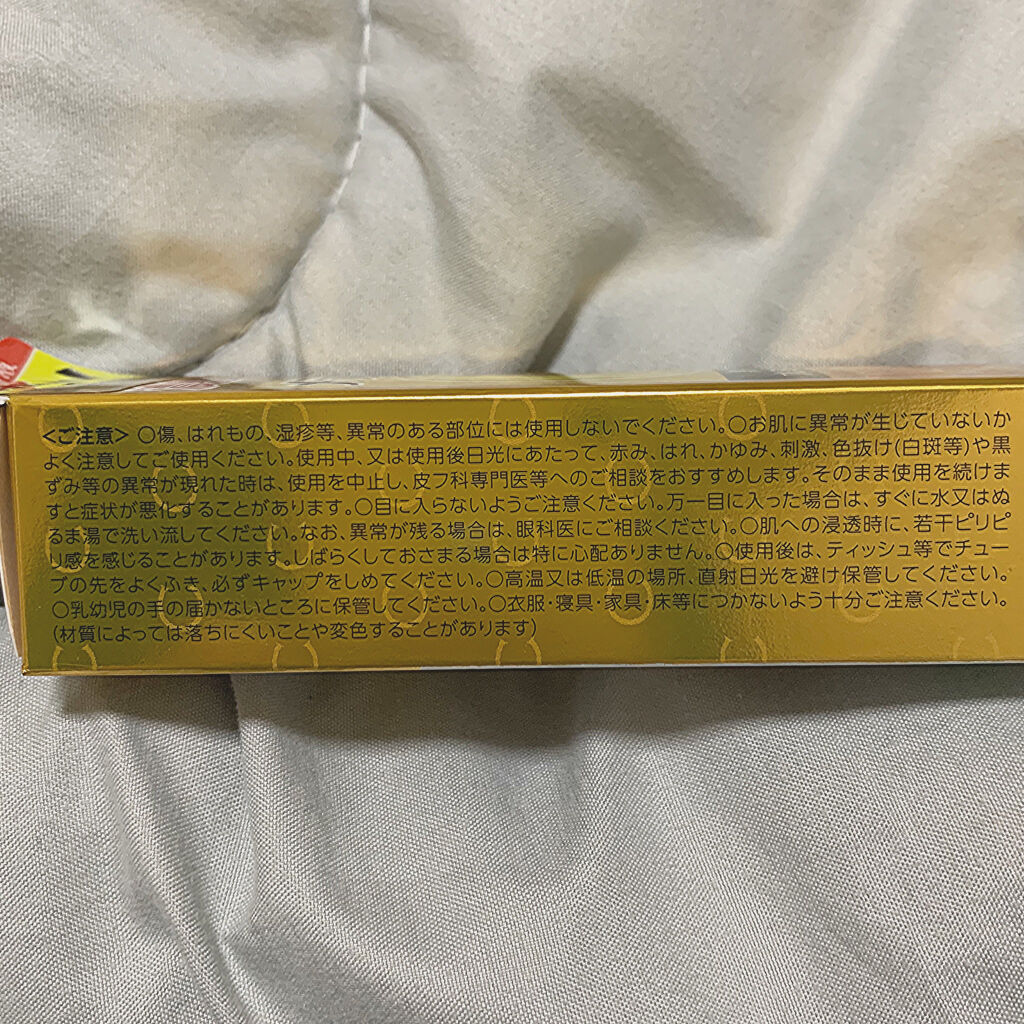 <ご注意>○傷、はれもの、湿疹等、異常のある部位には使用しないでください。○お肌に異常が生じていないか
よく注意してご使用ください。使用中、又は使用後日光にあたって、赤み、はれ、かゆみ、刺激、色抜け(白斑等)や黒
ずみ等の異常が現れた時は、使用を中止し、皮フ科専門医等へのご相談をおすすめします。そのまま使用を続けま
すと症状が悪化することがあります。○目に入らないようご注意ください。万一目に入った場合は、すぐに水又はぬ
るま湯で洗い流してください。なお、異常が残る場合は、眼科医にご相談ください。○肌への浸透時に、若干ピリピ
リ感を感じることがあります。しばらくしておさまる場合は特に心配ありません。○使用後は、ティッシュ等でチュー
ブの先をよくふき、必ずキャップをしめてください。○高温又は低温の場所、直射日光を避け保管してください。
○乳幼児の手の届かないところに保管してください。○衣服・寝具・家具・床等につかないよう十分ご注意ください。
(材質によっては落ちにくいことや変色することがあります)